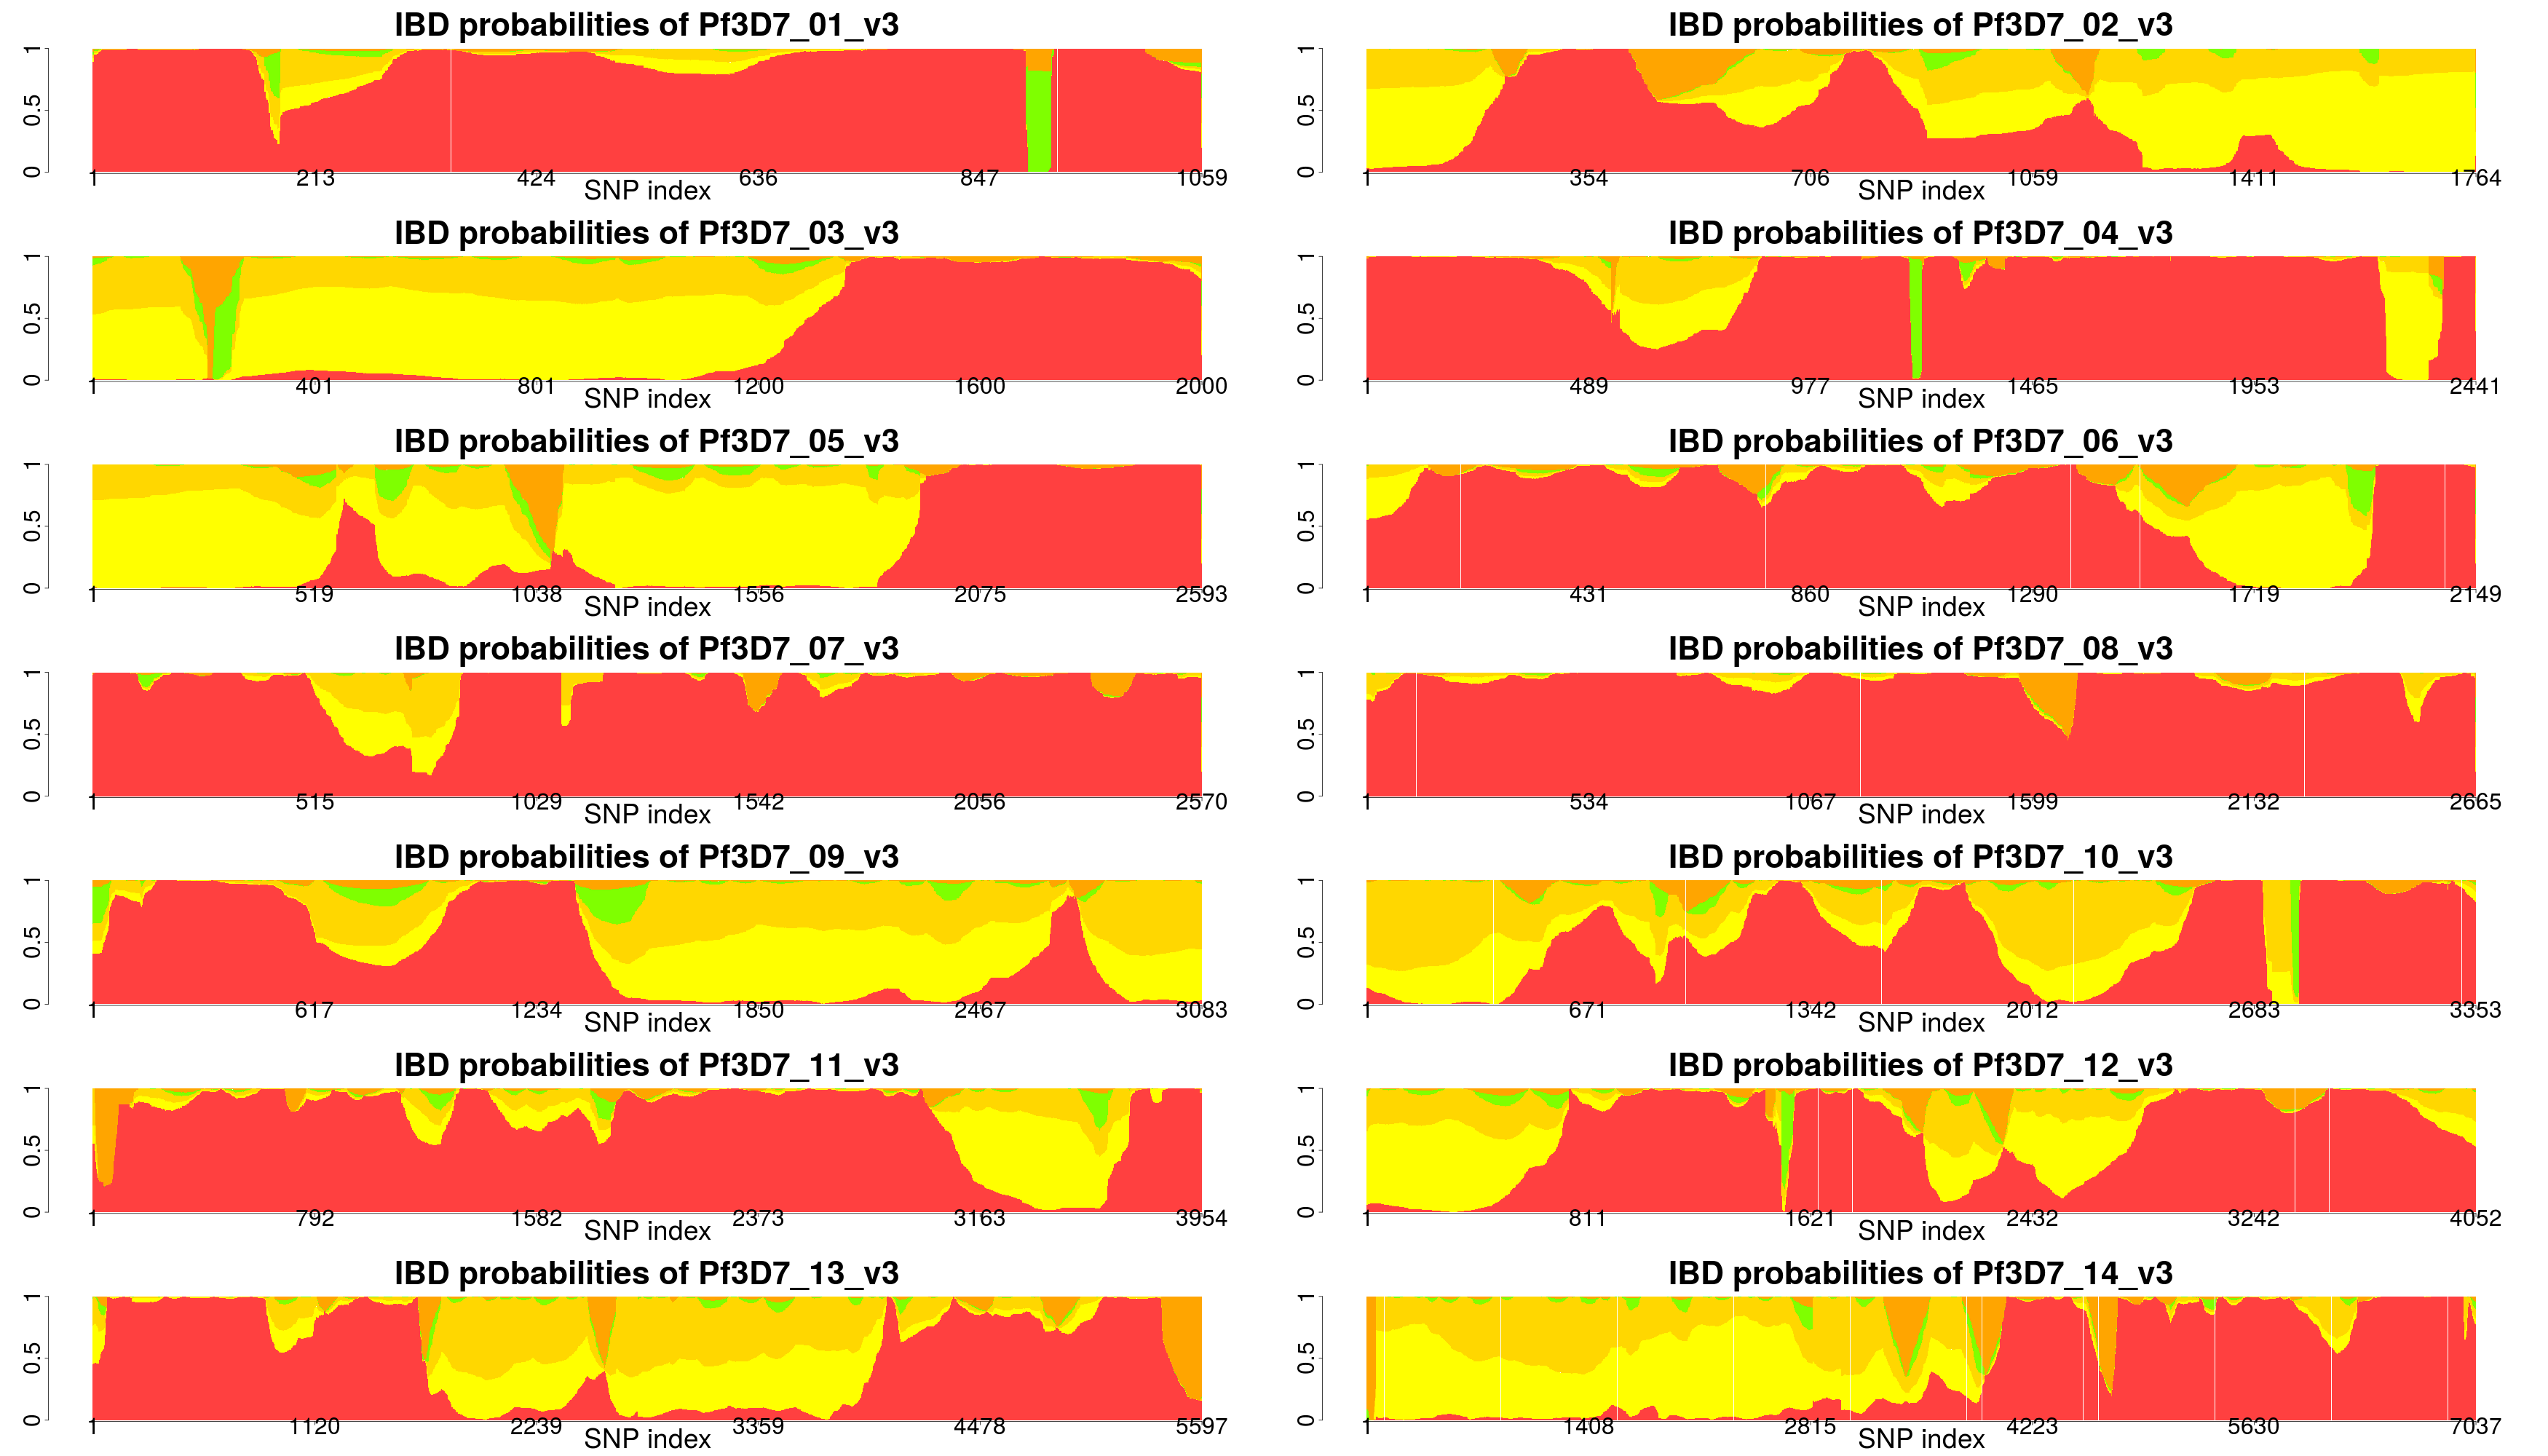 IBD probabilities of Pf3D7_01_v3
0 0.5 1
1 213 424 636 847 1059
SNP index
IBD probabilities of Pf3D7_02_v3
0 0.5 1
1 354 706 1059 1411 1764
SNP index
IBD probabilities of Pf3D7_03_v3
0 0.5 1
1 401 801 1200 1600 2000
SNP index
IBD probabilities of Pf3D7_04_v3
0 0.5 1
1 489 977 1465 1953 2441
SNP index
IBD probabilities of Pf3D7_05_v3
0 0.5 1
1 519 1038 1556 2075 2593
SNP index
IBD probabilities of Pf3D7_06_v3
0 0.5 1
1 431 860 1290 1719 2149
SNP index
IBD probabilities of Pf3D7_07_v3
0 0.5 1
1 515 1029 1542 2056 2570
SNP index
IBD probabilities of Pf3D7_08_v3
0 0.5 1
1 534 1067 1599 2132 2665
SNP index
IBD probabilities of Pf3D7_09_v3
0 0.5 1
1 617 1234 1850 2467 3083
SNP index
IBD probabilities of Pf3D7_10_v3
0 0.5 1
1 671 1342 2012 2683 3353
SNP index
IBD probabilities of Pf3D7_11_v3
0 0.5 1
1 792 1582 2373 3163 3954
SNP index
IBD probabilities of Pf3D7_12_v3
0 0.5 1
1 811 1621 2432 3242 4052
SNP index
IBD probabilities of Pf3D7_13_v3
0 0.5 1
1 1120 2239 3359 4478 5597
SNP index
IBD probabilities of Pf3D7_14_v3
0 0.5 1
1 1408 2815 4223 5630 7037
SNP index